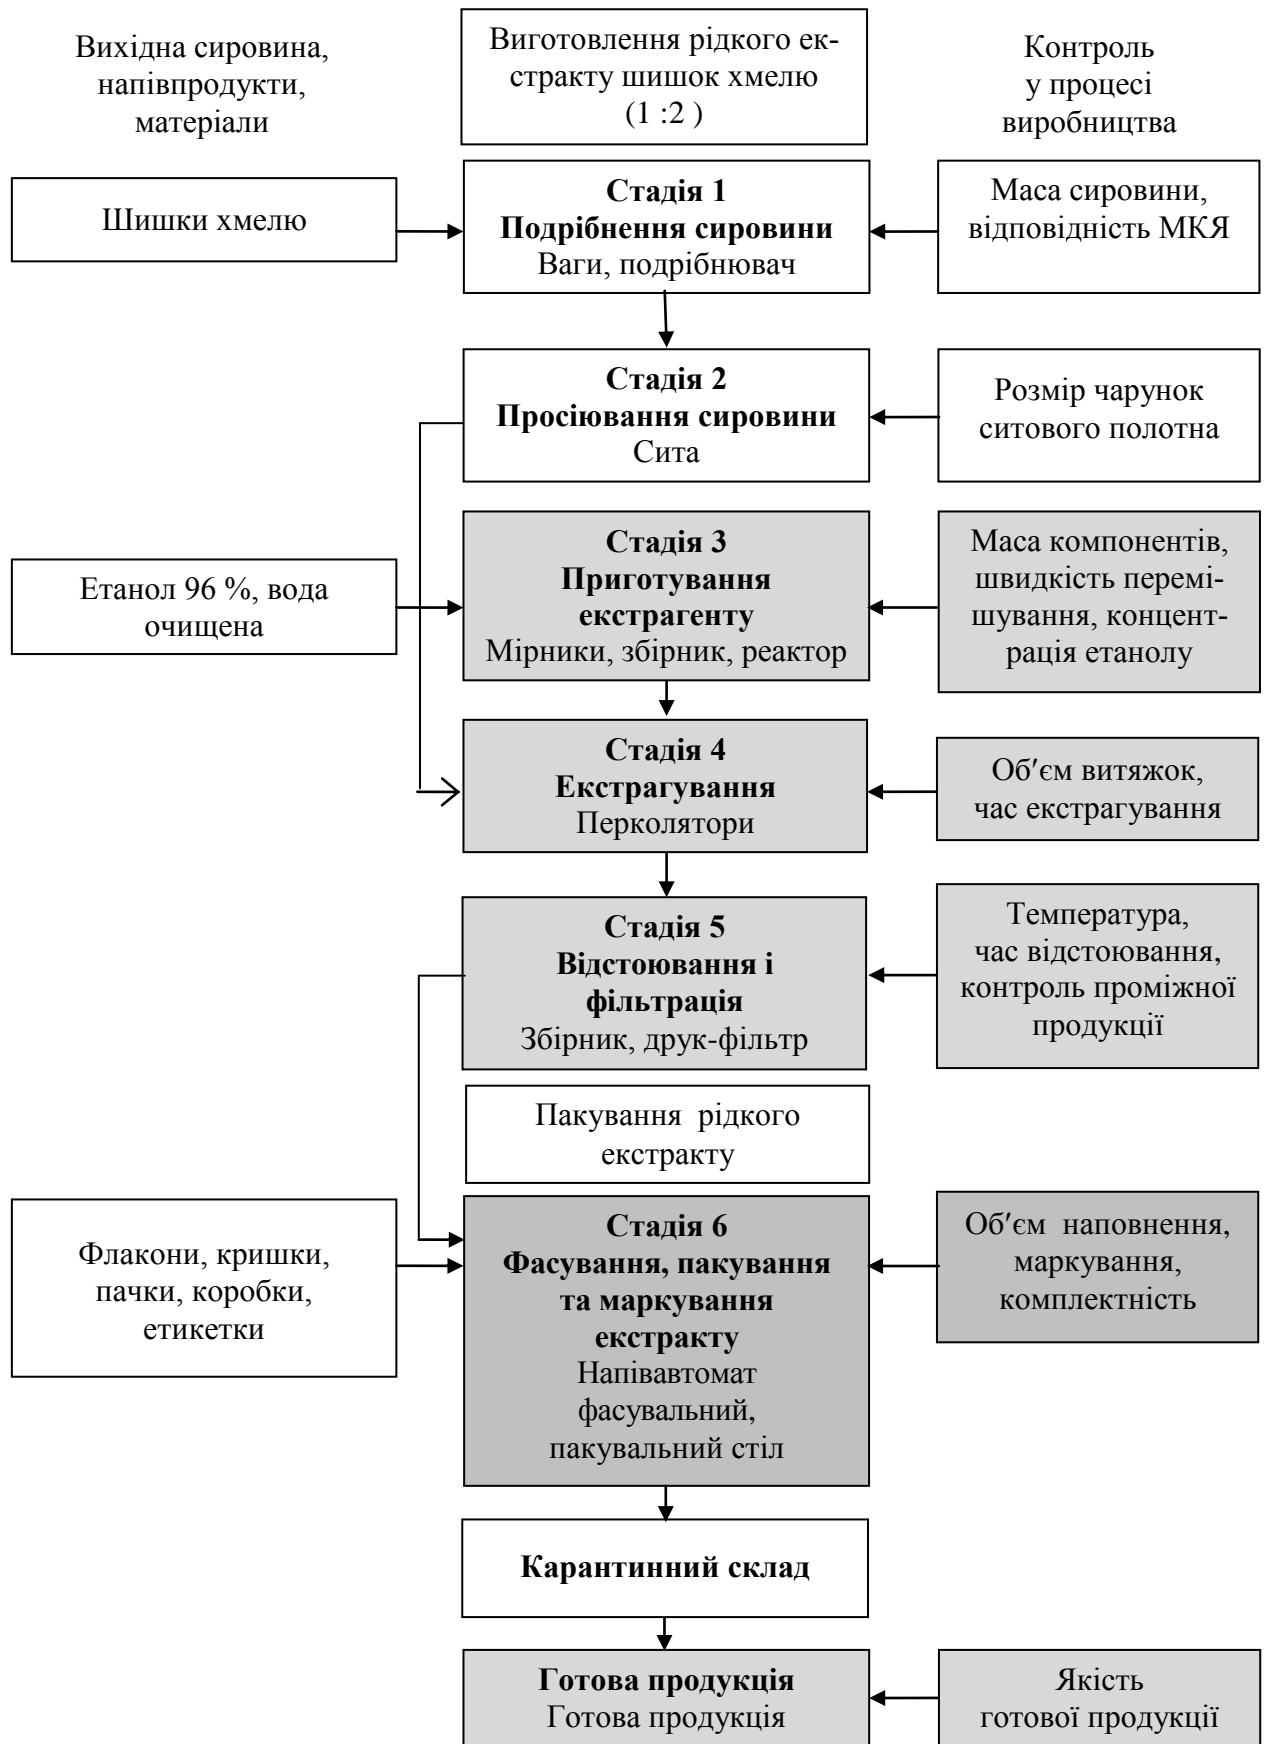 Вихідна сировина,
напівпродукти,
матеріали
Виготовлення рідкого ек-
стракту шишок хмелю
(1 :2 )
Контроль
у процесі
виробництва
Шишки хмелю
Стадія 1
Подрібнення сировини
Ваги, подрібнювач
Маса сировини,
відповідність МКЯ
Стадія 2
Просіювання сировини
Сита
Розмір чарунок
ситового полотна
Етанол 96 %, вода
очищена
Стадія 3
Приготування
екстрагенту
Мірники, збірник, реактор
Маса компонентів,
швидкість перемі-
шування, концент-
рація етанолу
Стадія 4
Екстрагування
Перколятори
Об′єм витяжок,
час екстрагування
Стадія 5
Відстоювання і
фільтрація
Збірник, друк-фільтр
Температура,
час відстоювання,
контроль проміжної
продукції
Пакування рідкого
екстракту
Флакони, кришки,
пачки, коробки,
етикетки
Стадія 6
Фасування, пакування
та маркування
екстракту
Напівавтомат
фасувальний,
пакувальний стіл
Об′єм наповнення,
маркування,
комплектність
Карантинний склад
Готова продукція
Готова продукція
Якість
готової продукції